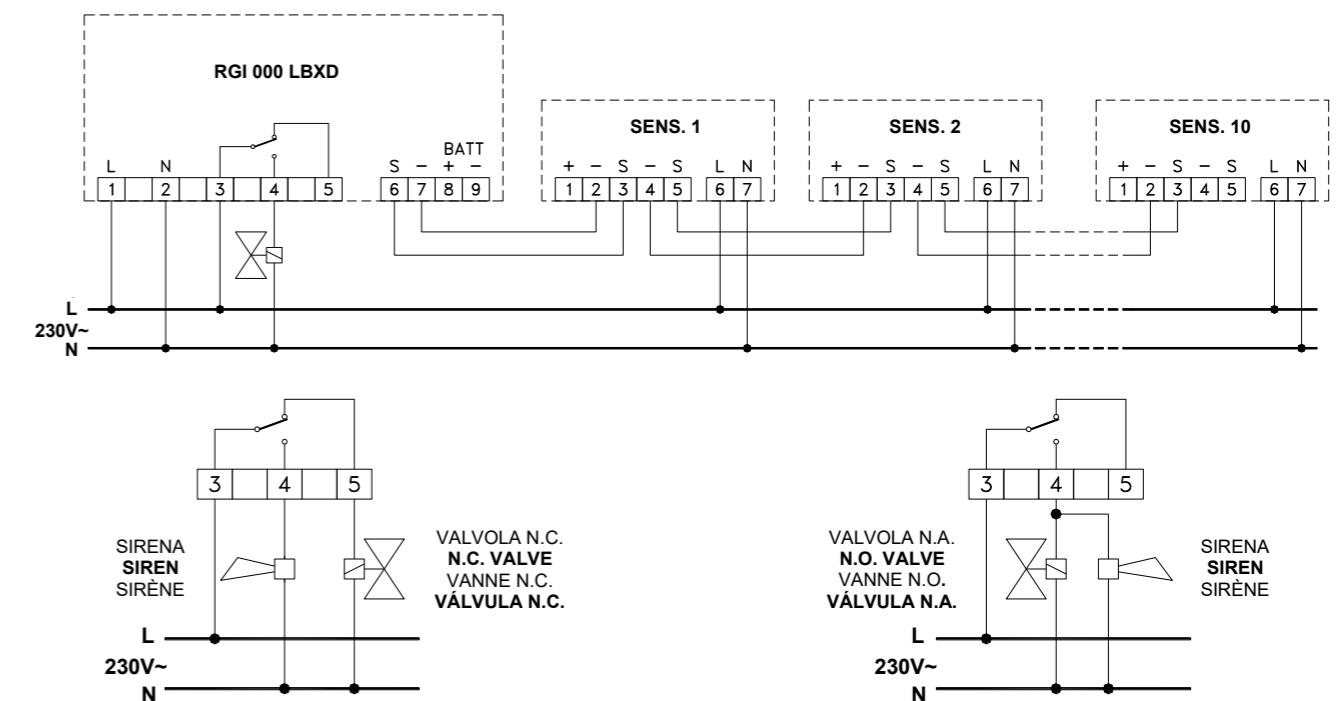 RGI 000 LBXD
SENS. 1
SENS. 2
SENS. 10
BATT
L N S - + -
+ - S - S L N
+ - S - S L N
+ - S - S L N
1 2 3 4 5 6 7 8 9
1 2 3 4 5 6 7
1 2 3 4 5 6 7
1 2 3 4 5 6 7
L
230V~
N
3 4 5
SIRENA
SIREN
SIRÈNE
VALVOLA N.C.
N.C. VALVE
VANNE N.C.
VÁLVULA N.C.
L
230V~
N
3 4 5
VALVOLA N.A.
N.O. VALVE
VANNE N.O.
VÁLVULA N.A.
SIRENA
SIREN
SIRÈNE
L
230V~
N